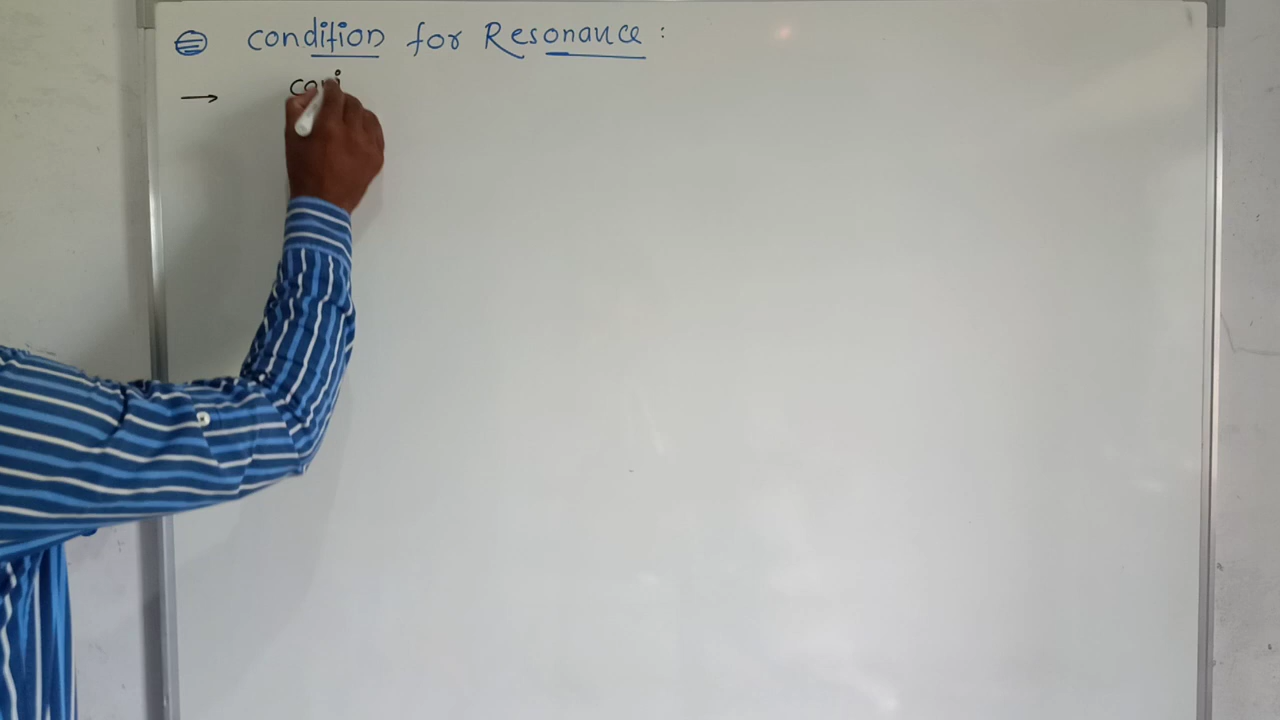 condition for Resonance :
→